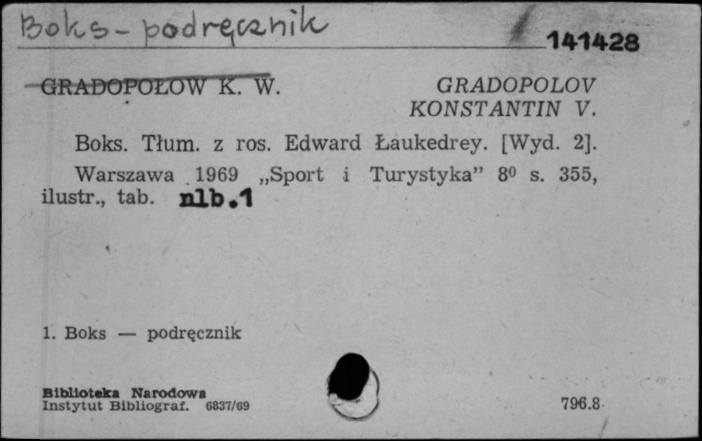 Boks - podręcznik
141428
GRADOPOŁOW K. W. GRADOPOLOV
KONSTANTIN V.
Boks. Tłum. z ros. Edward Łaukedrey. [Wyd. 2].
Warszawa 1969 „Sport i Turystyka” 8⁰ s. 355,
ilustr., tab. nlb.1
1. Boks — podręcznik
Biblioteka Narodowa
Instytut Bibliograf. 6837/69 796.8